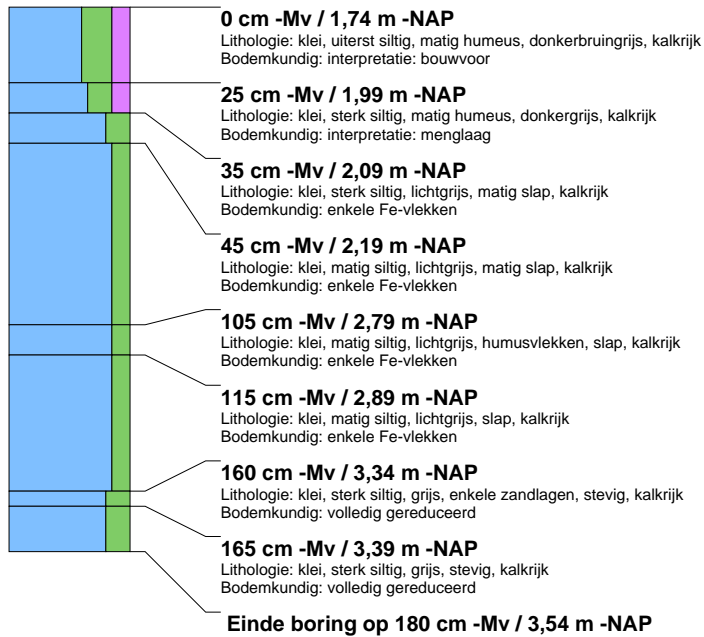 0 cm -Mv / 1,74 m -NAP
Lithologie: klei, uiterst siltig, matig humeus, donkerbruingrijs, kalkrijk
Bodemkundig: interpretatie: bouwvoor
25 cm -Mv / 1,99 m -NAP
Lithologie: klei, sterk siltig, matig humeus, donkergrijs, kalkrijk
Bodemkundig: interpretatie: menglaag
35 cm -Mv / 2,09 m -NAP
Lithologie: klei, sterk siltig, lichtgrijs, matig slap, kalkrijk
Bodemkundig: enkele Fe-vlekken
45 cm -Mv / 2,19 m -NAP
Lithologie: klei, matig siltig, lichtgrijs, matig slap, kalkrijk
Bodemkundig: enkele Fe-vlekken
105 cm -Mv / 2,79 m -NAP
Lithologie: klei, matig siltig, lichtgrijs, humusvlekken, slap, kalkrijk
Bodemkundig: enkele Fe-vlekken
115 cm -Mv / 2,89 m -NAP
Lithologie: klei, matig siltig, lichtgrijs, slap, kalkrijk
Bodemkundig: enkele Fe-vlekken
160 cm -Mv / 3,34 m -NAP
Lithologie: klei, sterk siltig, grijs, enkele zandlagen, stevig, kalkrijk
Bodemkundig: volledig gereduceerd
165 cm -Mv / 3,39 m -NAP
Lithologie: klei, sterk siltig, grijs, stevig, kalkrijk
Bodemkundig: volledig gereduceerd
Einde boring op 180 cm -Mv / 3,54 m -NAP